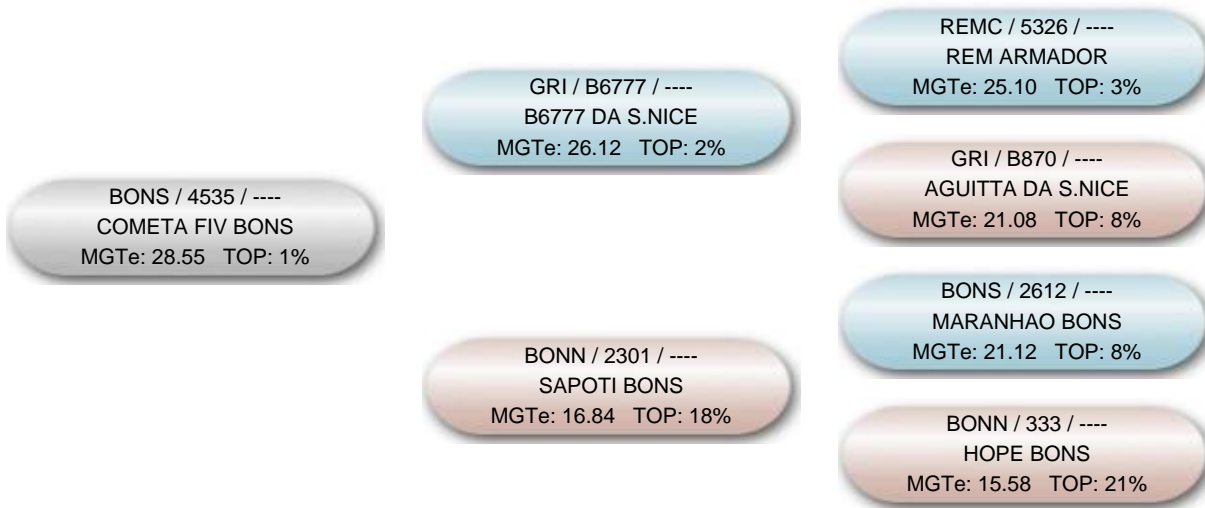 BONS / 4535 / ----
COMETA FIV BONS
MGTe: 28.55 TOP: 1%
GRI / B6777 / ----
B6777 DA S.NICE
MGTe: 26.12 TOP: 2%
BONN / 2301 / ----
SAPOTI BONS
MGTe: 16.84 TOP: 18%
REMC / 5326 / ----
REM ARMADOR
MGTe: 25.10 TOP: 3%
GRI / B870 / ----
AGUITTA DA S.NICE
MGTe: 21.08 TOP: 8%
BONS / 2612 / ----
MARANHAO BONS
MGTe: 21.12 TOP: 8%
BONN / 333 / ----
HOPE BONS
MGTe: 15.58 TOP: 21%